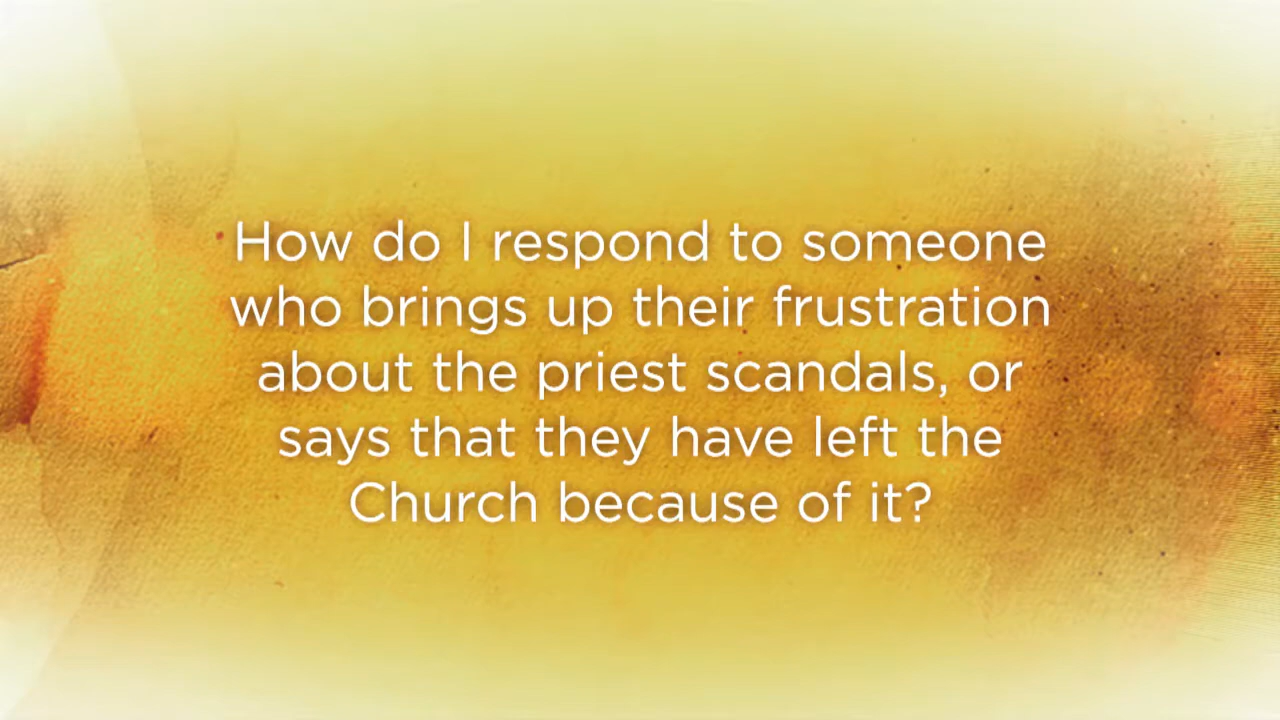 How do I respond to someone
who brings up their frustration
about the priest scandals, or
says that they have left the
Church because of it?